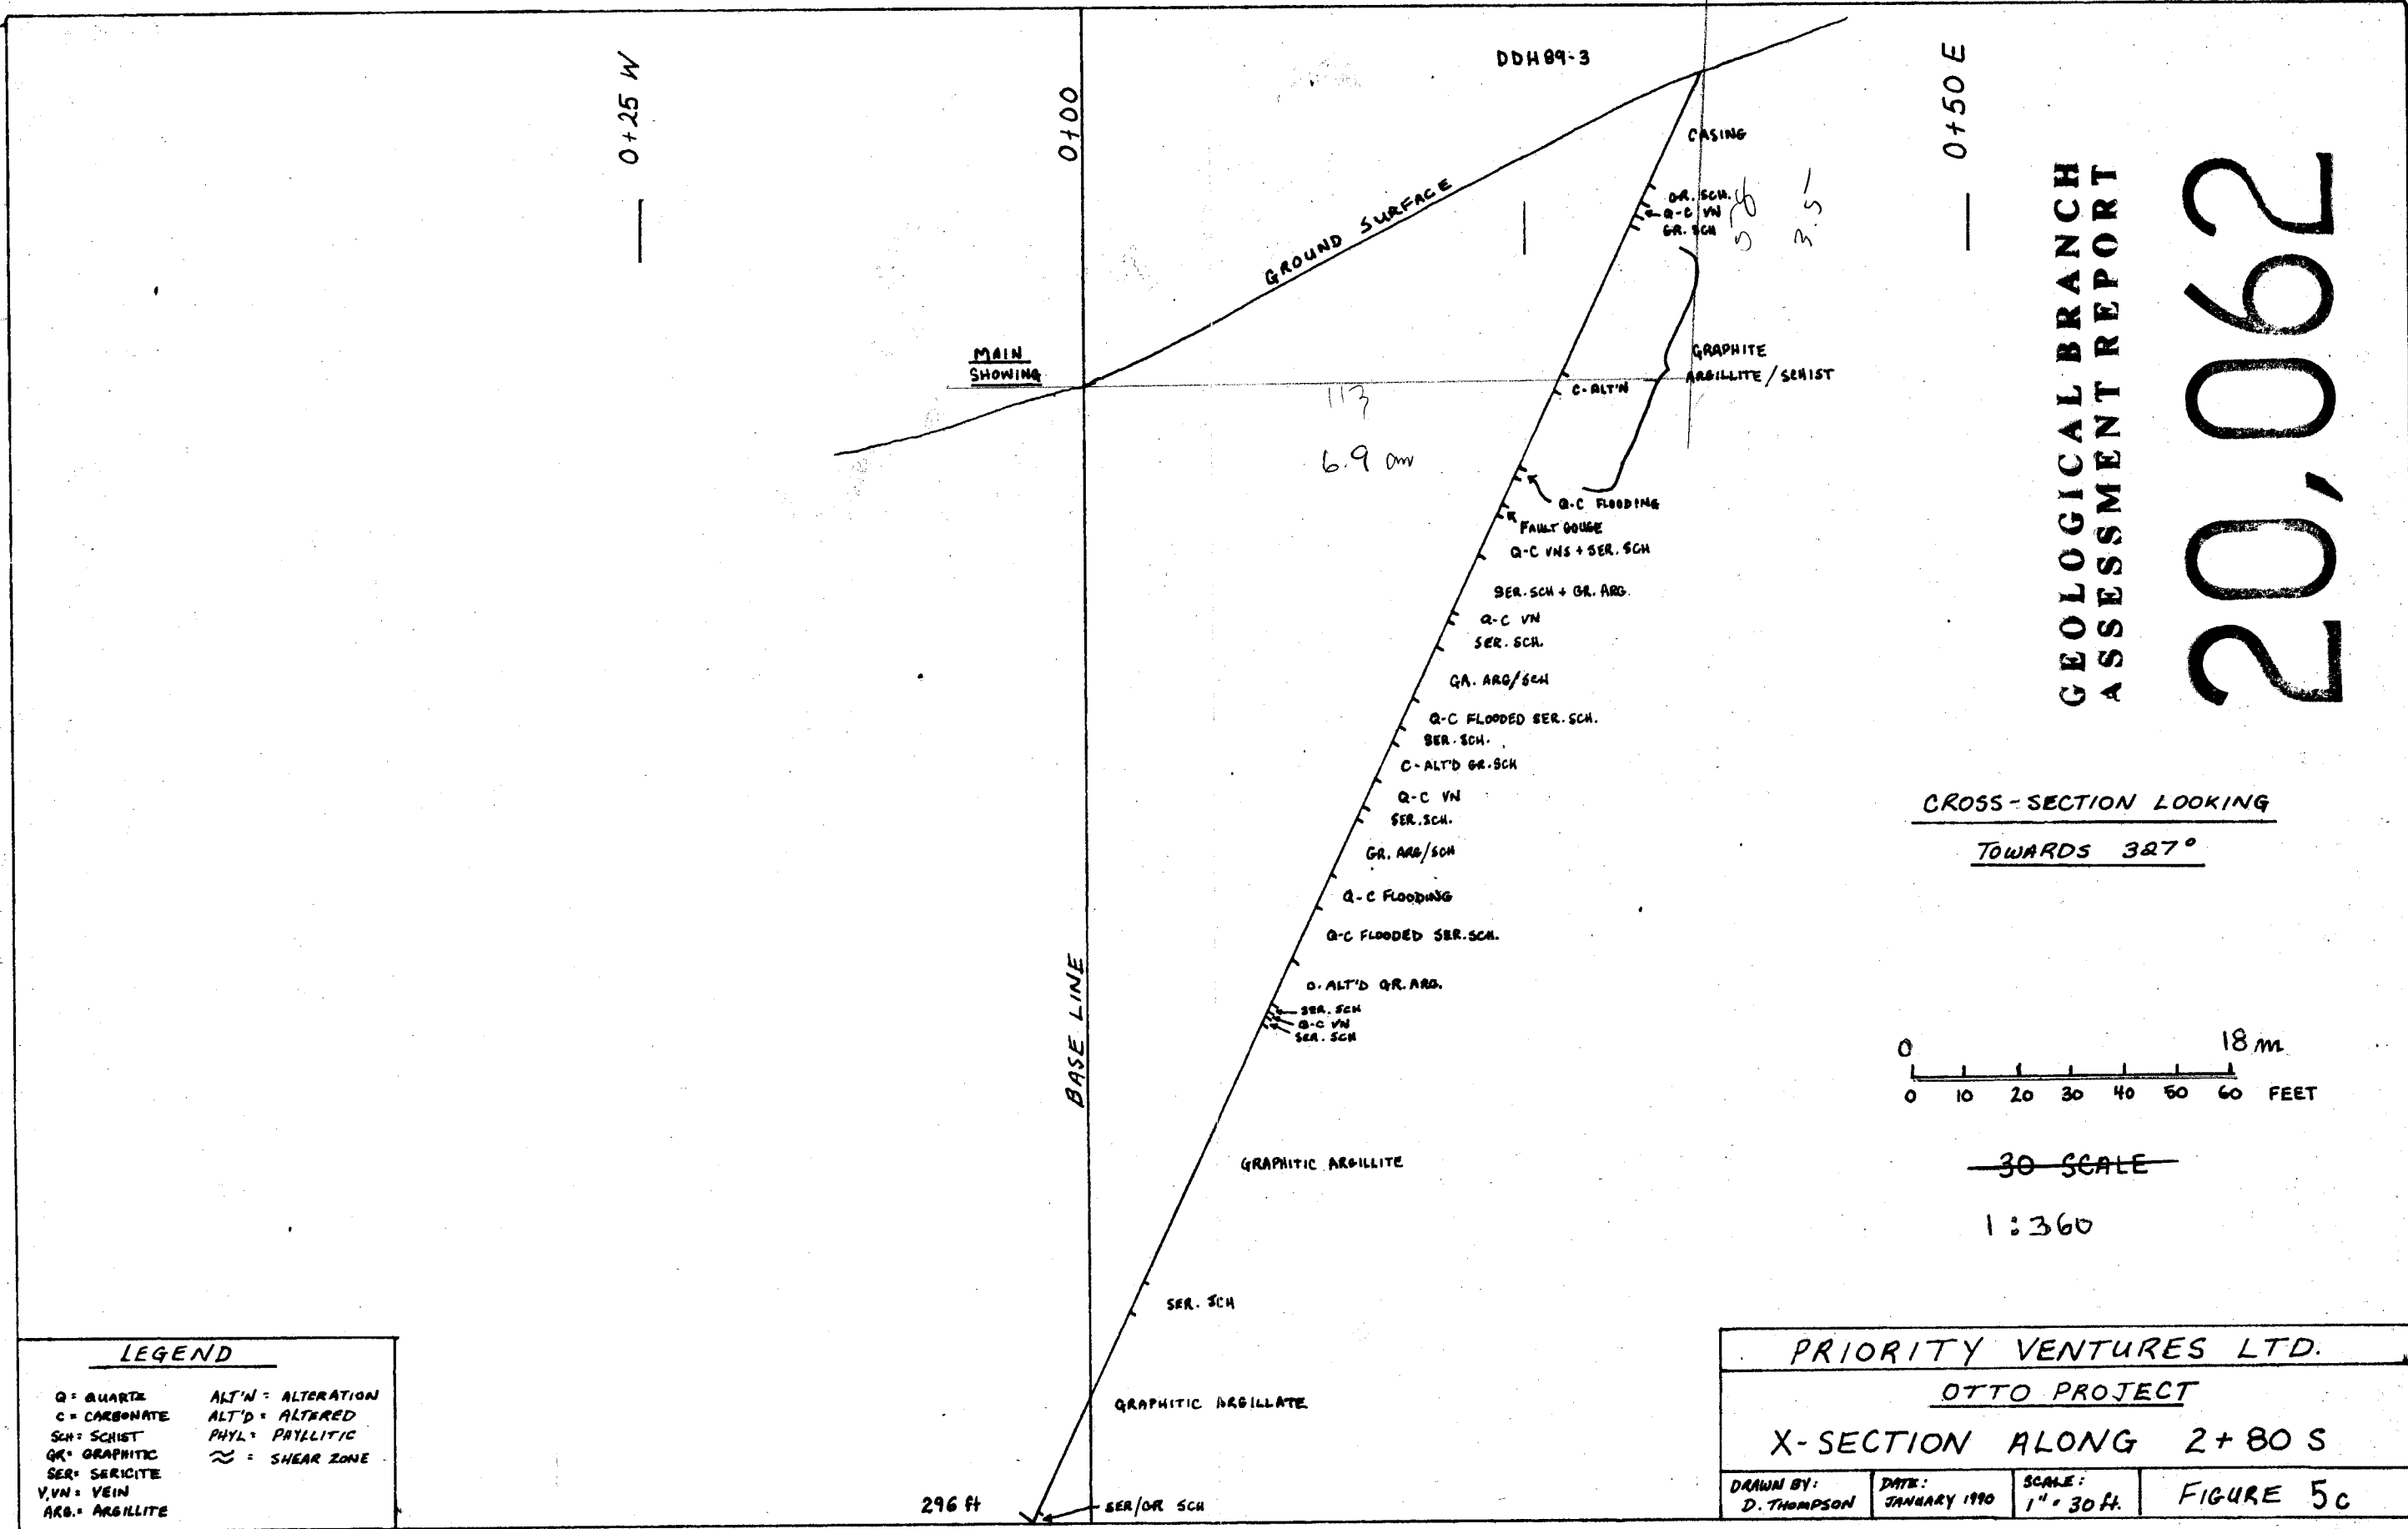 DDH89-3
0+25 W
0+00
0+50 E
CASING
GR. SCH.
Q-C VN
GR. SCH
GROUND SURFACE
MAIN
SHOWING
113
6.9 cm
GRAPHITE
ARGILLITE/SCHIST
C-ALT'N
Q-C FLOODING
FAULT GOUGE
Q-C VNS + SER. SCH
SER. SCH + GR. ARG.
Q-C VN
SER. SCH.
GR. ARG/SCH
Q-C FLOODED SER. SCH.
SER. SCH.
C-ALT'D GR. SCH
Q-C VN
SER. SCH.
GR. ARG/SCH
Q-C FLOODING
Q-C FLOODED SER. SCH.
C. ALT'D GR. ARG.
SER. SCH
Q-C VN
SER. SCH
BASE LINE
GRAPHITIC ARGILLITE
SER. SCH
GRAPHITIC ARGILLATE
296 ft
SER/GR SCH
GEOLOGICAL BRANCH
ASSESSMENT REPORT
20,062
CROSS-SECTION LOOKING
TOWARDS 327°
0 18 m
0 10 20 30 40 50 60 FEET
30 SCALE
1:360
LEGEND
Q = QUARTZ
C = CARBONATE
SCH = SCHIST
GR = GRAPHITIC
SER = SERICITE
V, VN = VEIN
ARG. = ARGILLITE
ALT'N = ALTERATION
ALT'D = ALTERED
PHYL = PHYLLITIC
≈ = SHEAR ZONE
PRIORITY VENTURES LTD.
OTTO PROJECT
X-SECTION ALONG 2+80 S
DRAWN BY:
D. THOMPSON
DATE:
JANUARY 1990
SCALE:
1" = 30 ft.
FIGURE 5c